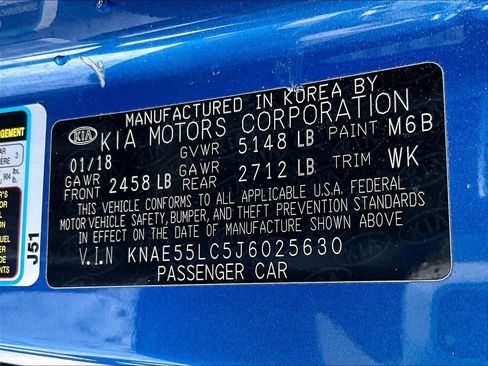 MANUFACTURED IN KOREA BY
KIA KIA MOTORS CORPORATION
01/18 GVWR 5148 LB PAINT M6B
GAWR FRONT 2458 LB GAWR REAR 2712 LB TRIM WK
THIS VEHICLE CONFORMS TO ALL APPLICABLE U.S.A. FEDERAL
MOTOR VEHICLE SAFETY, BUMPER, AND THEFT PREVENTION STANDARDS
IN EFFECT ON THE DATE OF MANUFACTURE SHOWN ABOVE
V.I.N KNAE55LC5J6025630
PASSENGER CAR
J51